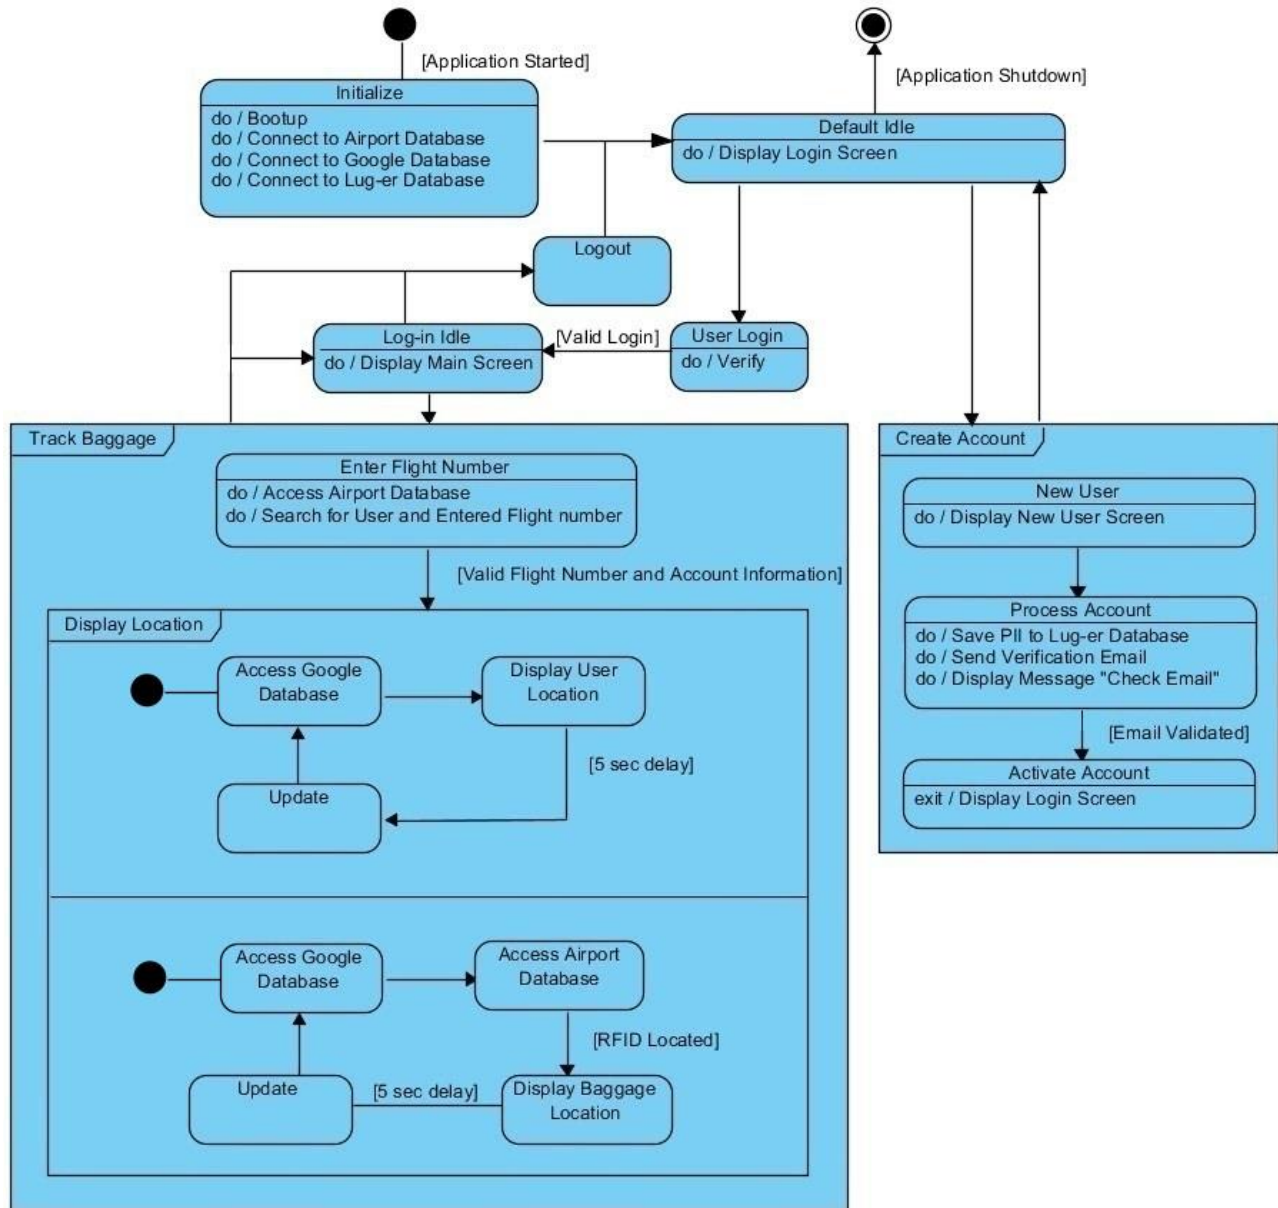 [Application Started]
[Application Shutdown]
Initialize
do / Bootup
do / Connect to Airport Database
do / Connect to Google Database
do / Connect to Lug-er Database
Default Idle
do / Display Login Screen
Logout
Log-in Idle
do / Display Main Screen
[Valid Login]
User Login
do / Verify
Track Baggage
Enter Flight Number
do / Access Airport Database
do / Search for User and Entered Flight number
[Valid Flight Number and Account Information]
Display Location
Access Google
Database
Display User
Location
[5 sec delay]
Update
Access Google
Database
Access Airport
Database
[RFID Located]
Update
[5 sec delay]
Display Baggage
Location
Create Account
New User
do / Display New User Screen
Process Account
do / Save PII to Lug-er Database
do / Send Verification Email
do / Display Message "Check Email"
[Email Validated]
Activate Account
exit / Display Login Screen